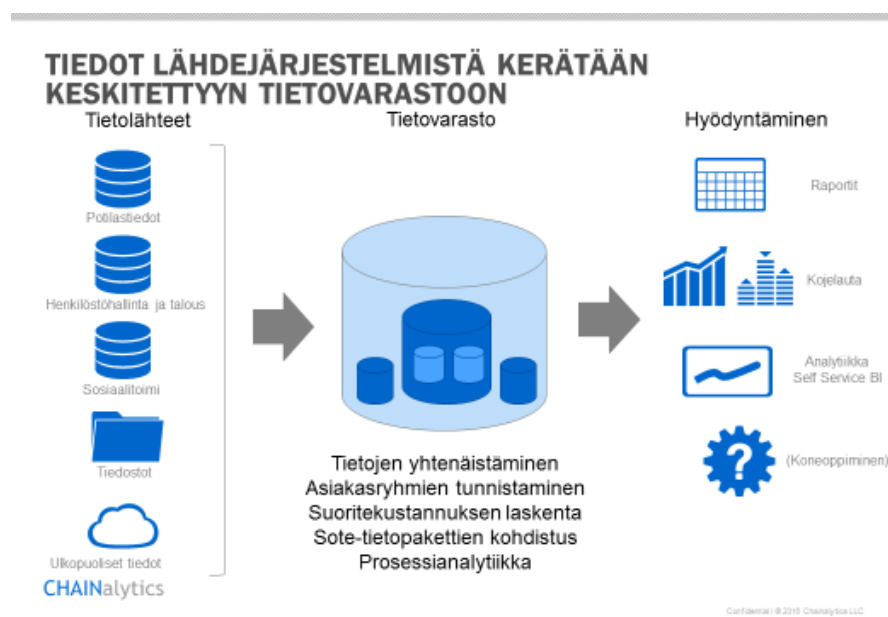 TIEDOT LÄHDEJÄRJESTELMISTÄ KERÄTÄÄN
KESKITETTYYN TIETOVARASTOON
Tietolähteet
Potilastiedot
Henkilöstöhallinta ja talous
Sosiaalitoimi
Tiedostot
Ulkopuoliset tiedot
CHAINalytics
Tietovarasto
Tietojen yhtenäistäminen
Asiakasryhmien tunnistaminen
Suoritekustannuksen laskenta
Sote-tietopakettien kohdistus
Prosessianalytiikka
Hyödyntäminen
Raportit
Kojelauta
Analytiikka
Self Service BI
?
(Koneoppiminen)
Confidential | © 2015 Chainalytics LLC